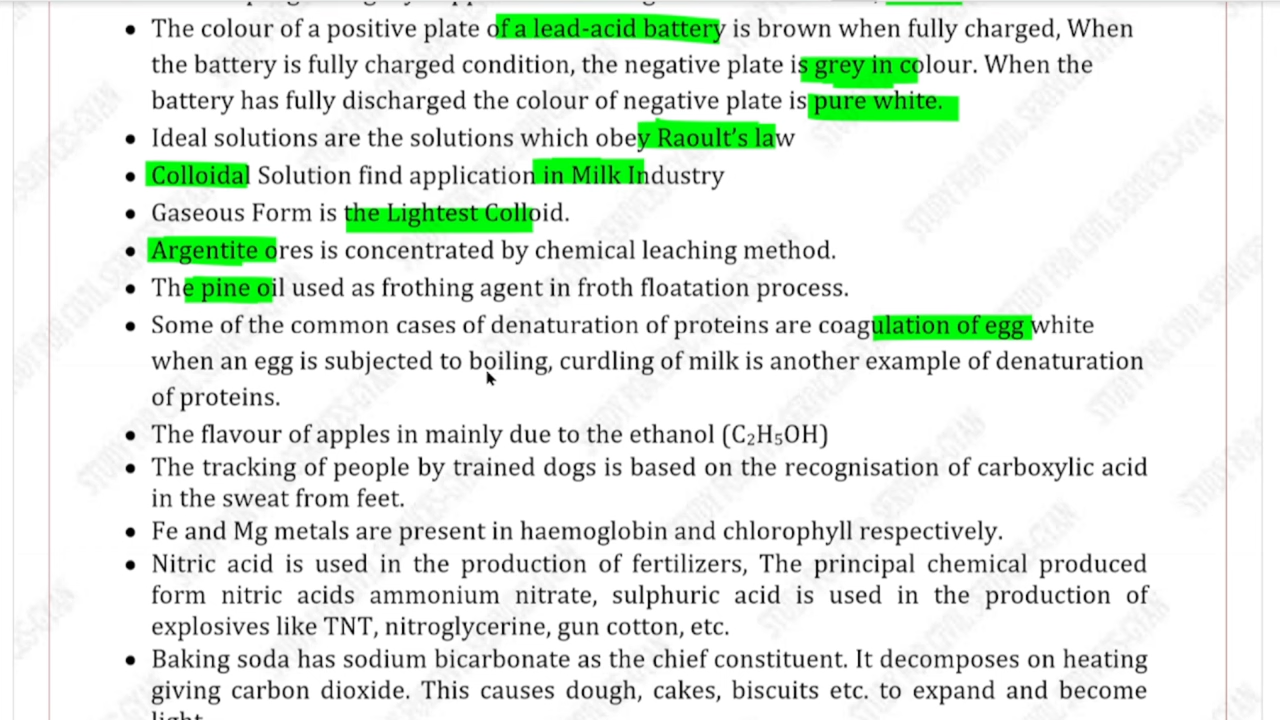 • The colour of a positive plate of a lead-acid battery is brown when fully charged, When
the battery is fully charged condition, the negative plate is grey in colour. When the
battery has fully discharged the colour of negative plate is pure white.
• Ideal solutions are the solutions which obey Raoult's law
• Colloidal Solution find application in Milk Industry
• Gaseous Form is the Lightest Colloid.
• Argentite ores is concentrated by chemical leaching method.
• The pine oil used as frothing agent in froth floatation process.
• Some of the common cases of denaturation of proteins are coagulation of egg white
when an egg is subjected to boiling, curdling of milk is another example of denaturation
of proteins.
• The flavour of apples in mainly due to the ethanol (C₂H₅OH)
• The tracking of people by trained dogs is based on the recognisation of carboxylic acid
in the sweat from feet.
• Fe and Mg metals are present in haemoglobin and chlorophyll respectively.
• Nitric acid is used in the production of fertilizers, The principal chemical produced
form nitric acids ammonium nitrate, sulphuric acid is used in the production of
explosives like TNT, nitroglycerine, gun cotton, etc.
• Baking soda has sodium bicarbonate as the chief constituent. It decomposes on heating
giving carbon dioxide. This causes dough, cakes, biscuits etc. to expand and become